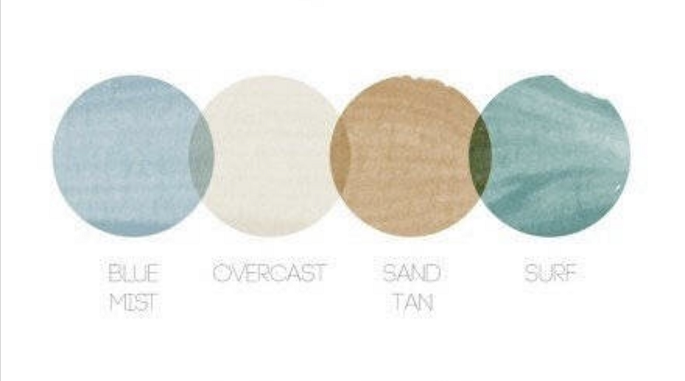 BLUE
MIST
OVERCAST
SAND
TAN
SURF